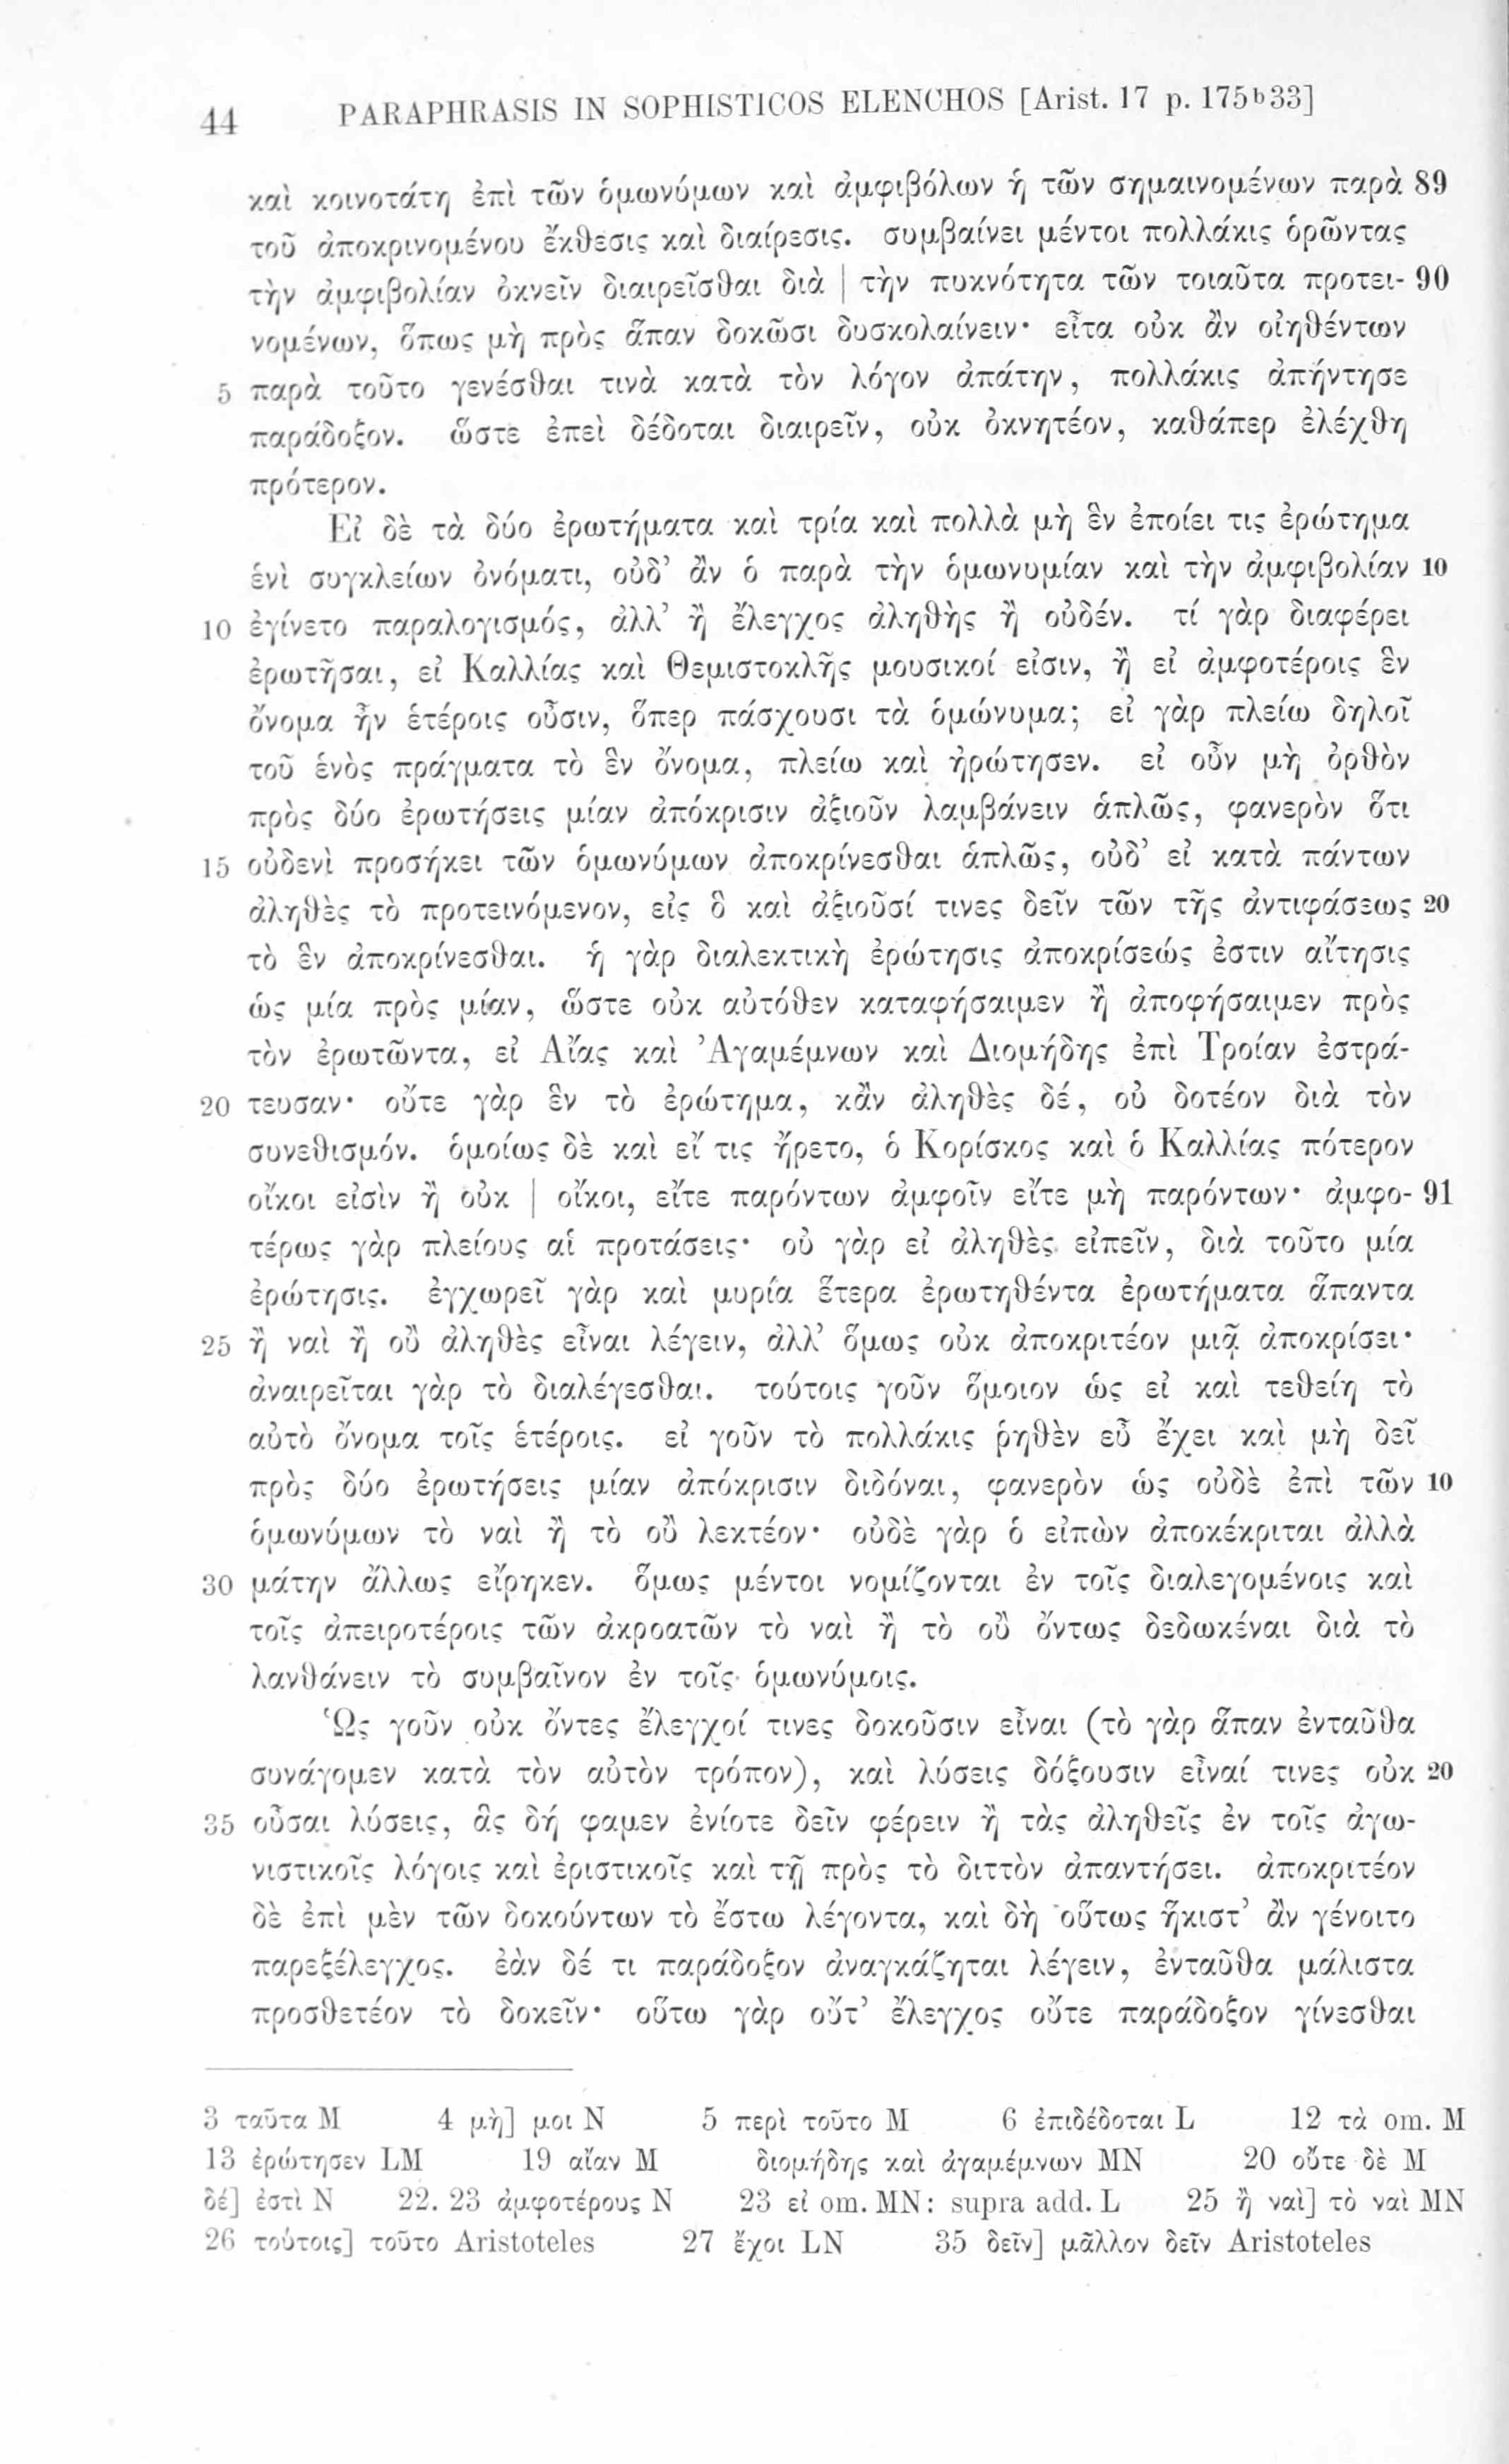 44 PARAPHRASIS IN SOPHISTICOS ELENCHOS [Arist. 17 p. 175b33]
καὶ κοινοτάτη ἐπὶ τῶν ὁμωνύμων καὶ ἀμφιβόλων ἡ τῶν σημαινομένων παρὰ 89
τοῦ ἀποκρινομένου ἔκθεσις καὶ διαίρεσις. συμβαίνει μέντοι πολλάκις ὁρῶντας
τὴν ἀμφιβολίαν ὀκνεῖν διαιρεῖσθαι διὰ | τὴν πυκνότητα τῶν τοιαῦτα προτει- 90
νομένων, ὅπως μὴ πρὸς ἅπαν δοκῶσι δυσκολαίνειν· εἶτα οὐκ ἂν οἰηθέντων
5 παρὰ τοῦτο γενέσθαι τινὰ κατὰ τὸν λόγον ἀπάτην, πολλάκις ἀπήντησε
παράδοξον. ὥστε ἐπεὶ δέδοται διαιρεῖν, οὐκ ὀκνητέον, καθάπερ ἐλέχθη
πρότερον.
Εἰ δὲ τὰ δύο ἐρωτήματα καὶ τρία καὶ πολλὰ μὴ ἓν ἐποίει τις ἐρώτημα
ἑνὶ συγκλείων ὀνόματι, οὐδ’ ἂν ὁ παρὰ τὴν ὁμωνυμίαν καὶ τὴν ἀμφιβολίαν 10
10 ἐγίνετο παραλογισμός, ἀλλ’ ἢ ἔλεγχος ἀληθὴς ἢ οὐδέν. τί γὰρ διαφέρει
ἐρωτῆσαι, εἰ Καλλίας καὶ Θεμιστοκλῆς μουσικοί εἰσιν, ἢ εἰ ἀμφοτέροις ἓν
ὄνομα ἦν ἑτέροις οὖσιν, ὅπερ πάσχουσι τὰ ὁμώνυμα; εἰ γὰρ πλείω δηλοῖ
τοῦ ἑνὸς πράγματα τὸ ἓν ὄνομα, πλείω καὶ ἠρώτησεν. εἰ οὖν μὴ ὀρθὸν
πρὸς δύο ἐρωτήσεις μίαν ἀπόκρισιν ἀξιοῦν λαμβάνειν ἁπλῶς, φανερὸν ὅτι
15 οὐδενὶ προσήκει τῶν ὁμωνύμων ἀποκρίνεσθαι ἁπλῶς, οὐδ’ εἰ κατὰ πάντων
ἀληθὲς τὸ προτεινόμενον, εἰς ὃ καὶ ἀξιοῦσί τινες δεῖν τῶν τῆς ἀντιφάσεως 20
τὸ ἓν ἀποκρίνεσθαι. ἡ γὰρ διαλεκτικὴ ἐρώτησις ἀποκρίσεώς ἐστιν αἴτησις
ὡς μία πρὸς μίαν, ὥστε οὐκ αὐτόθεν καταφήσαιμεν ἢ ἀποφήσαιμεν πρὸς
τὸν ἐρωτῶντα, εἰ Αἴας καὶ Ἀγαμέμνων καὶ Διομήδης ἐπὶ Τροίαν ἐστρά-
20 τευσαν· οὔτε γὰρ ἓν τὸ ἐρώτημα, κἂν ἀληθὲς δέ, οὐ δοτέον διὰ τὸν
συνεθισμόν. ὁμοίως δὲ καὶ εἴ τις ἤρετο, ὁ Κορίσκος καὶ ὁ Καλλίας πότερον
οἴκοι εἰσὶν ἢ οὐκ | οἴκοι, εἴτε παρόντων ἀμφοῖν εἴτε μὴ παρόντων· ἀμφο- 91
τέρως γὰρ πλείους αἱ προτάσεις· οὐ γὰρ εἰ ἀληθὲς εἰπεῖν, διὰ τοῦτο μία
ἐρώτησις. ἐγχωρεῖ γὰρ καὶ μυρία ἕτερα ἐρωτηθέντα ἐρωτήματα ἅπαντα
25 ἢ ναὶ ἢ οὒ ἀληθὲς εἶναι λέγειν, ἀλλ’ ὅμως οὐκ ἀποκριτέον μιᾷ ἀποκρίσει·
ἀναιρεῖται γὰρ τὸ διαλέγεσθαι. τούτοις γοῦν ὅμοιον ὡς εἰ καὶ τεθείη τὸ
αὐτὸ ὄνομα τοῖς ἑτέροις. εἰ γοῦν τὸ πολλάκις ῥηθὲν εὖ ἔχει καὶ μὴ δεῖ
πρὸς δύο ἐρωτήσεις μίαν ἀπόκρισιν διδόναι, φανερὸν ὡς οὐδὲ ἐπὶ τῶν 10
ὁμωνύμων τὸ ναὶ ἢ τὸ οὒ λεκτέον· οὐδὲ γὰρ ὁ εἰπὼν ἀποκέκριται ἀλλὰ
30 μάτην ἄλλως εἴρηκεν. ὅμως μέντοι νομίζονται ἐν τοῖς διαλεγομένοις καὶ
τοῖς ἀπειροτέροις τῶν ἀκροατῶν τὸ ναὶ ἢ τὸ οὒ ὄντως δεδωκέναι διὰ τὸ
λανθάνειν τὸ συμβαῖνον ἐν τοῖς ὁμωνύμοις.
Ὡς γοῦν οὐκ ὄντες ἔλεγχοί τινες δοκοῦσιν εἶναι (τὸ γὰρ ἅπαν ἐνταῦθα
συνάγομεν κατὰ τὸν αὐτὸν τρόπον), καὶ λύσεις δόξουσιν εἶναί τινες οὐκ 20
35 οὖσαι λύσεις, ἃς δή φαμεν ἐνίοτε δεῖν φέρειν ἢ τὰς ἀληθεῖς ἐν τοῖς ἀγω-
νιστικοῖς λόγοις καὶ ἐριστικοῖς καὶ τῇ πρὸς τὸ διττὸν ἀπαντήσει. ἀποκριτέον
δὲ ἐπὶ μὲν τῶν δοκούντων τὸ ἔστω λέγοντα, καὶ δὴ οὕτως ἥκιστ’ ἂν γένοιτο
παρεξέλεγχος. ἐὰν δέ τι παράδοξον ἀναγκάζηται λέγειν, ἐνταῦθα μάλιστα
προσθετέον τὸ δοκεῖν· οὕτω γὰρ οὔτ’ ἔλεγχος οὔτε παράδοξον γίνεσθαι
3 ταῦτα M 4 μὴ] μοι N 5 περὶ τοῦτο M 6 ἐπιδέδοται L 12 τὰ om. M
13 ἐρώτησεν LM 19 αἴαν M διομήδης καὶ ἀγαμέμνων MN 20 οὔτε δὲ M
δέ] ἐστὶ N 22. 23 ἀμφοτέρους N 23 εἰ om. MN: supra add. L 25 ἢ ναὶ] τὸ ναὶ MN
26 τούτοις] τοῦτο Aristoteles 27 ἔχοι LN 35 δεῖν] μᾶλλον δεῖν Aristoteles